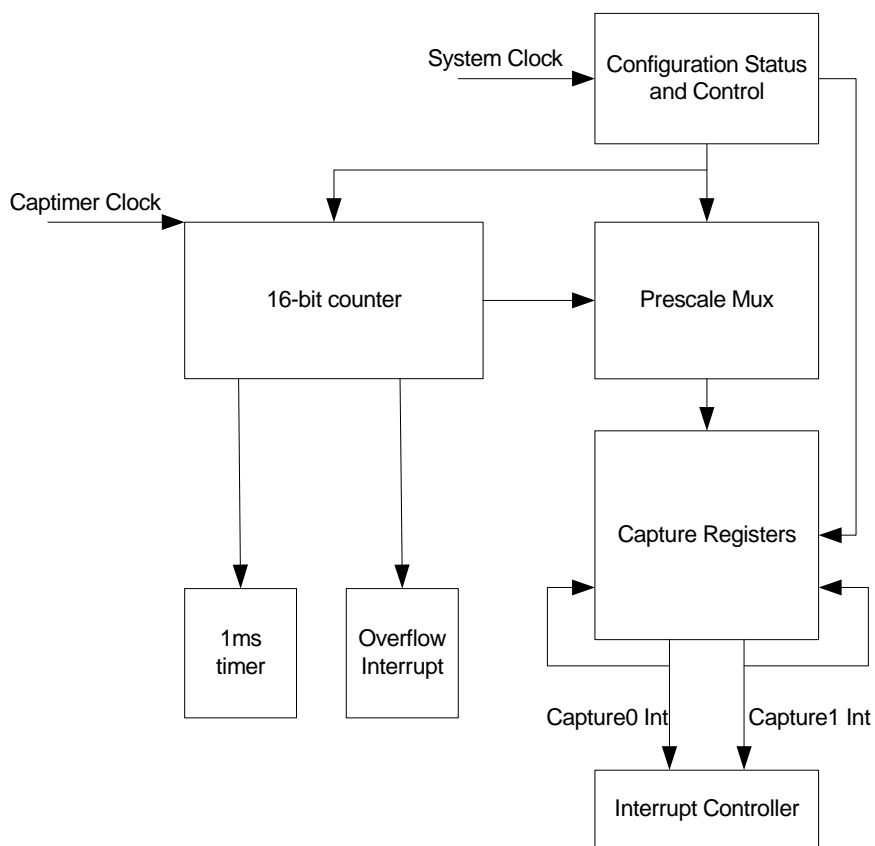 System Clock
Configuration Status
and Control
Captimer Clock
16-bit counter
Prescale Mux
Capture Registers
1ms
timer
Overflow
Interrupt
Capture0 Int
Capture1 Int
Interrupt Controller